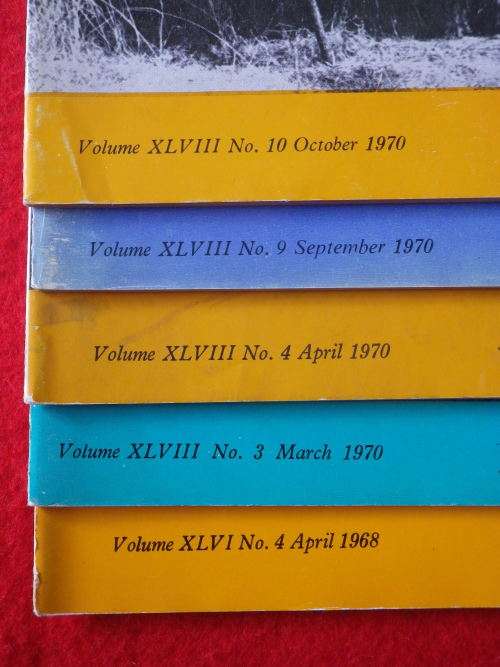 Volume XLVIII No. 10 October 1970
Volume XLVIII No. 9 September 1970
Volume XLVIII No. 4 April 1970
Volume XLVIII No. 3 March 1970
Volume XLVI No. 4 April 1968